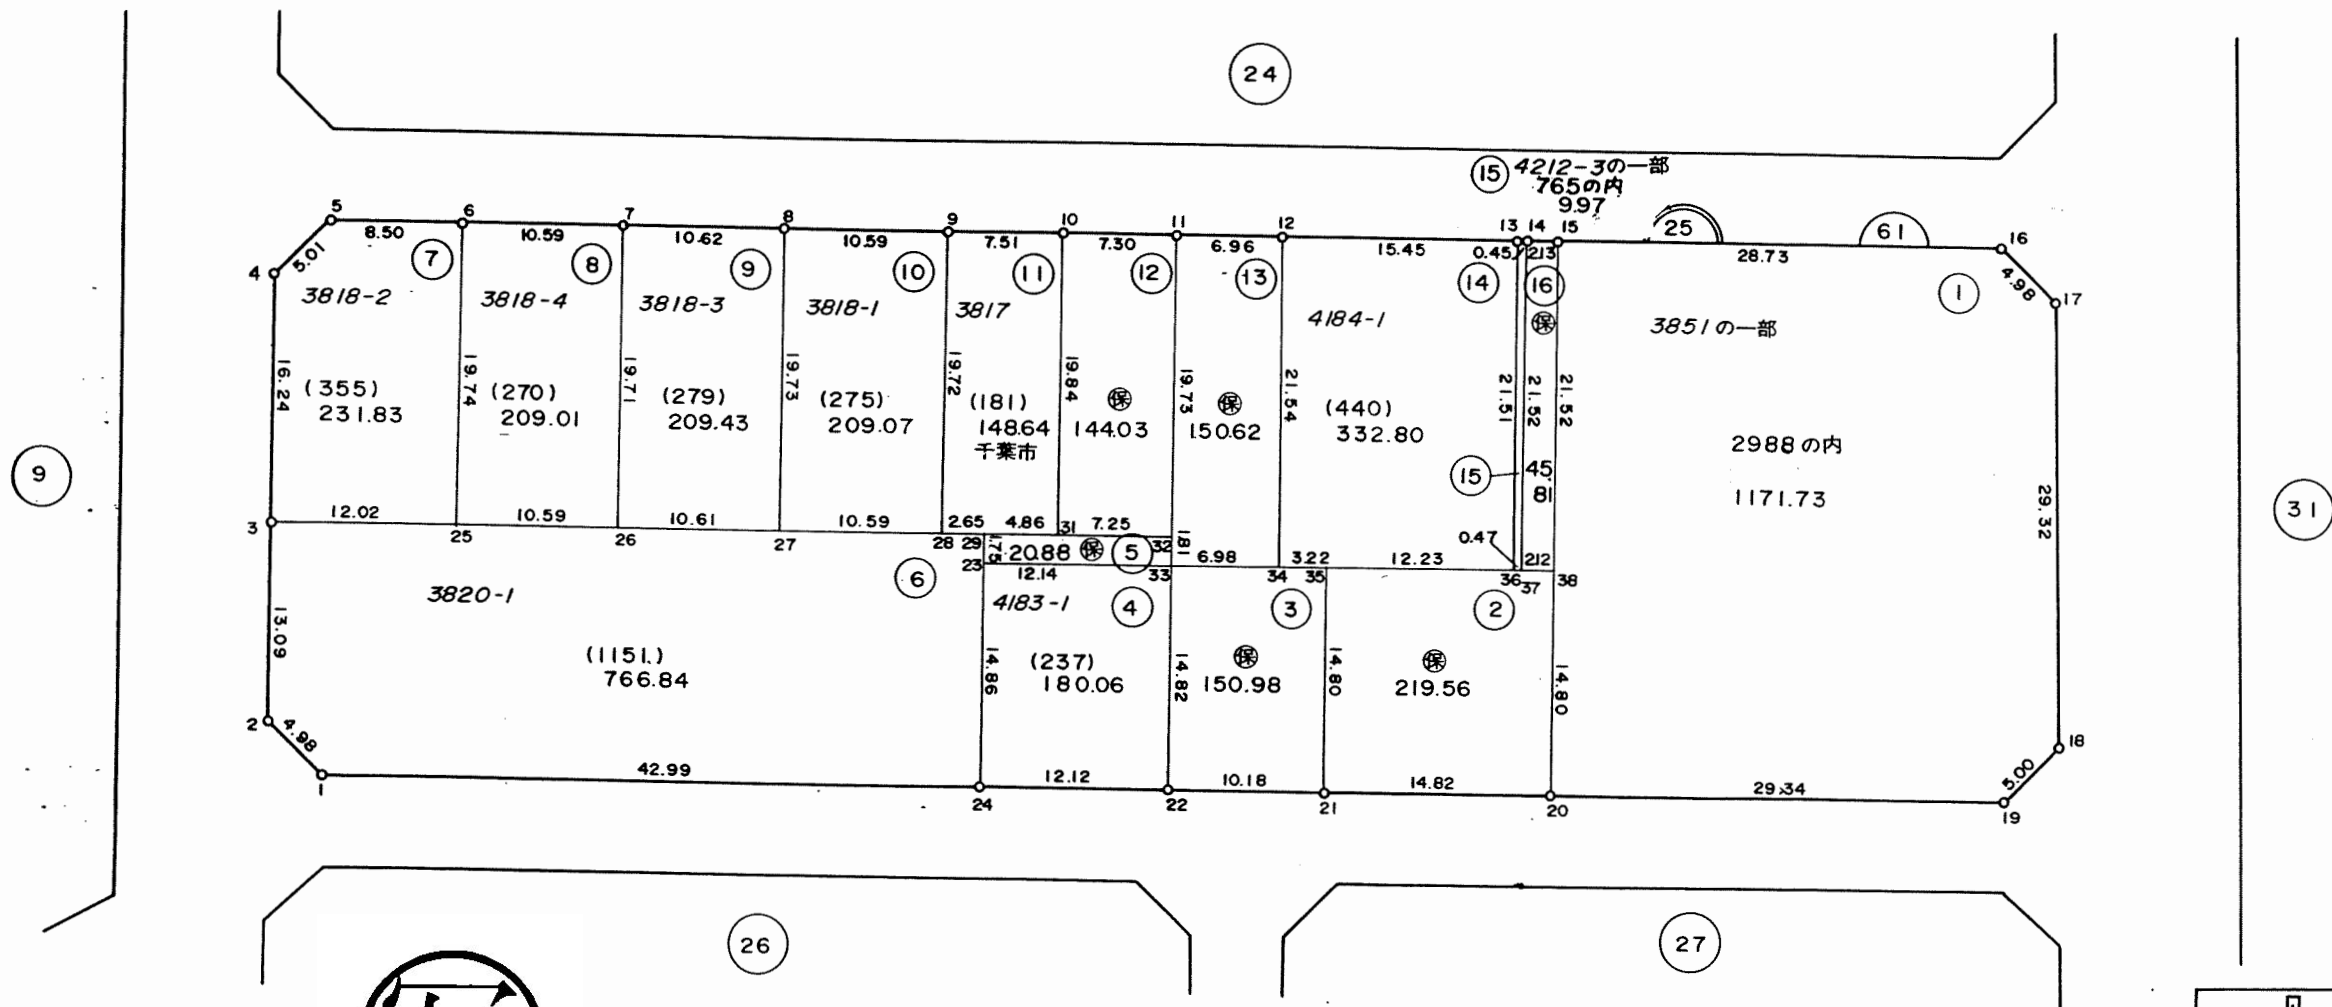 24
⑮ 4212-3の一部
765の内
9.97
5 6 7 8 9 10 11 12 13 14 15 25 61 16
8.50 10.59 10.62 10.59 7.51 7.30 6.96 15.45 0.45 2.13 28.73
4 5.01 4.98 17
⑦ ⑧ ⑨ ⑩ ⑪ ⑫ ⑬ ⑭ ⑯ ①
3818-2 3818-4 3818-3 3818-1 3817 4184-1 ㊩ 3851の一部
16.24 19.74 19.71 19.73 19.72 19.84 19.73 21.54 21.51 21.52 21.52
(355) (270) (279) (275) (181) (440)
231.83 209.01 209.43 209.07 148.64 144.03 150.62 332.80
千葉市
2988の内
1171.73
⑮ 45.
81
9 31
29.32
3 12.02 10.59 10.61 10.59 2.65 4.86 31 7.25 1.81 0.47
25 26 27 28 29 1.75 20.88 ⑤ 32 6.98 3.22 12.23 2.12
⑥ 23 12.14 33 34 35 36 37 38
3820-1 4183-1 ④ ③ ②
13.09 14.86 14.82 14.80 14.80
(1151.) (237)
766.84 180.06 150.98 219.56
2 4.98 18
5.00
42.99 12.12 10.18 14.82 29.34
1 24 22 21 20 19
26 27